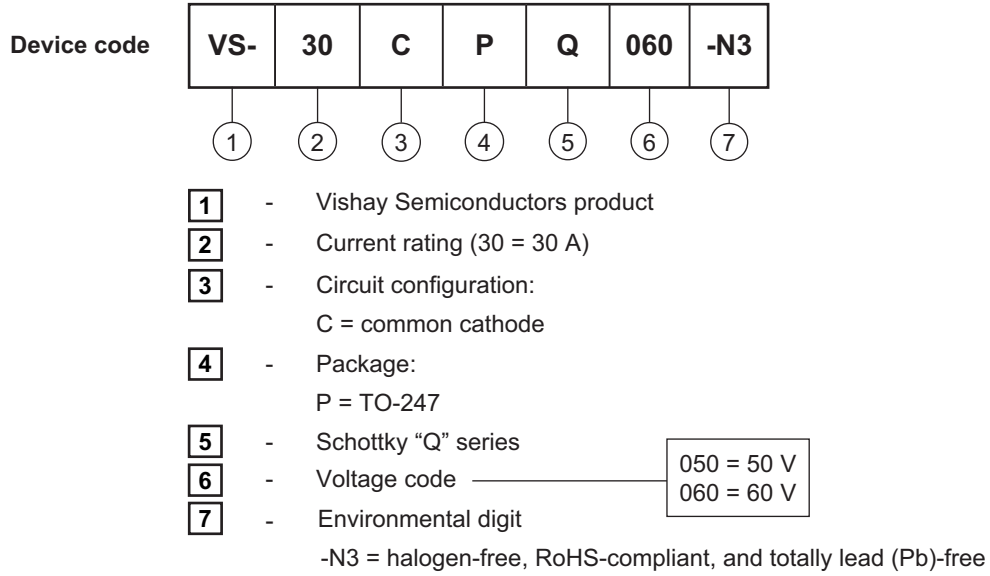 Device code VS- 30 C P Q 060 -N3
1 2 3 4 5 6 7
1 - Vishay Semiconductors product
2 - Current rating (30 = 30 A)
3 - Circuit configuration:
C = common cathode
4 - Package:
P = TO-247
5 - Schottky “Q” series
6 - Voltage code
050 = 50 V
060 = 60 V
7 - Environmental digit
-N3 = halogen-free, RoHS-compliant, and totally lead (Pb)-free